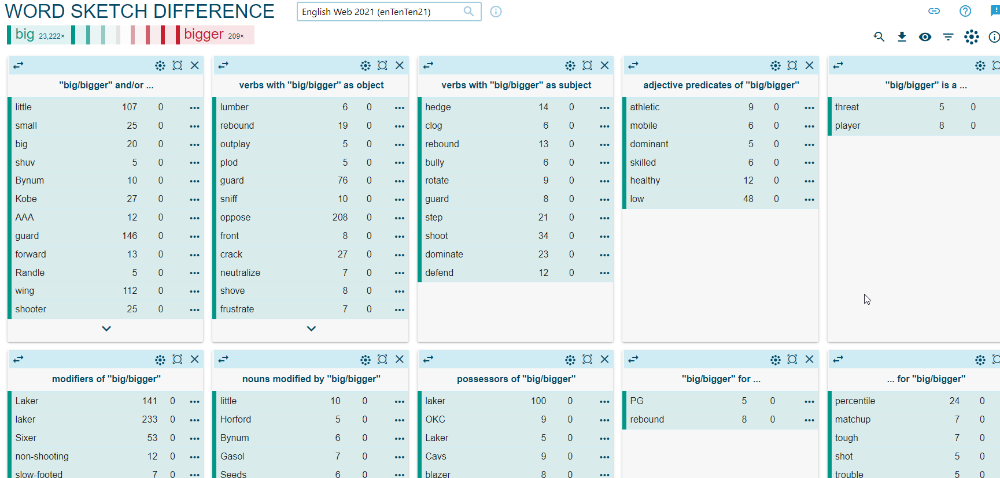 WORD SKETCH DIFFERENCE
English Web 2021 (enTenTen21)
big 23,222×
bigger 209×
"big/bigger" and/or ...
little 107 0
small 25 0
big 20 0
shuv 5 0
Bynum 10 0
Kobe 27 0
AAA 12 0
guard 146 0
forward 13 0
Randle 5 0
wing 112 0
shooter 25 0
verbs with "big/bigger" as object
lumber 6 0
rebound 19 0
outplay 5 0
plod 5 0
guard 76 0
sniff 10 0
oppose 208 0
front 8 0
crack 27 0
neutralize 7 0
shove 8 0
frustrate 7 0
verbs with "big/bigger" as subject
hedge 14 0
clog 6 0
rebound 13 0
bully 6 0
rotate 9 0
guard 8 0
step 21 0
shoot 34 0
dominate 23 0
defend 12 0
adjective predicates of "big/bigger"
athletic 9 0
mobile 6 0
dominant 5 0
skilled 6 0
healthy 12 0
low 48 0
"big/bigger" is a ...
threat 5 0
player 8 0
modifiers of "big/bigger"
Laker 141 0
laker 233 0
Sixer 53 0
non-shooting 12 0
slow-footed 7 0
nouns modified by "big/bigger"
little 10 0
Horford 5 0
Bynum 6 0
Gasol 7 0
Seeds 6 0
possessors of "big/bigger"
laker 100 0
OKC 9 0
Laker 5 0
Cavs 9 0
blazer 8 0
"big/bigger" for ...
PG 5 0
rebound 8 0
... for "big/bigger"
percentile 24 0
matchup 7 0
tough 7 0
shot 5 0
trouble 5 0